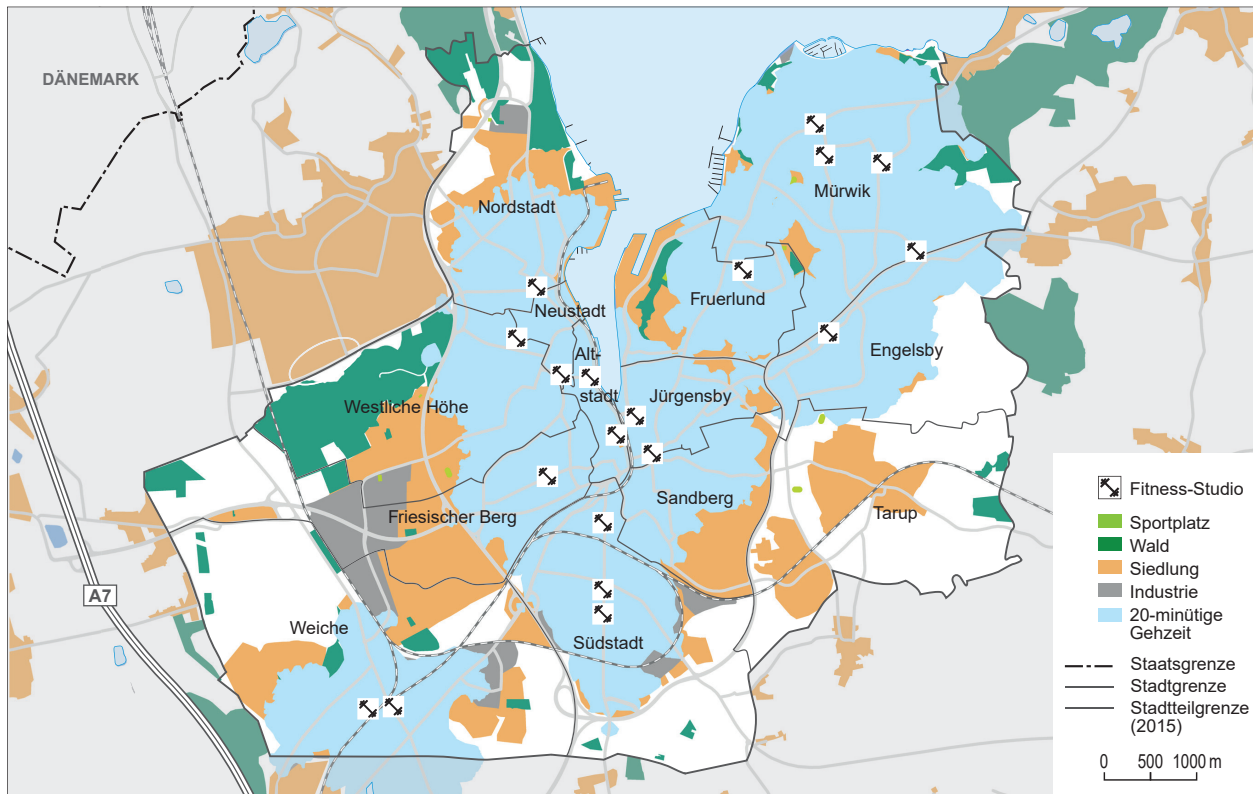 DÄNEMARK
Nordstadt
Mürwik
Neustadt
Fruerlund
Alt-
stadt
Engelsby
Westliche Höhe
Jürgensby
Sandberg
Friesischer Berg
Tarup
A7
Weiche
Südstadt
Fitness-Studio
Sportplatz
Wald
Siedlung
Industrie
20-minütige
Gehzeit
Staatsgrenze
Stadtgrenze
Stadtteilgrenze
(2015)
0 500 1000 m